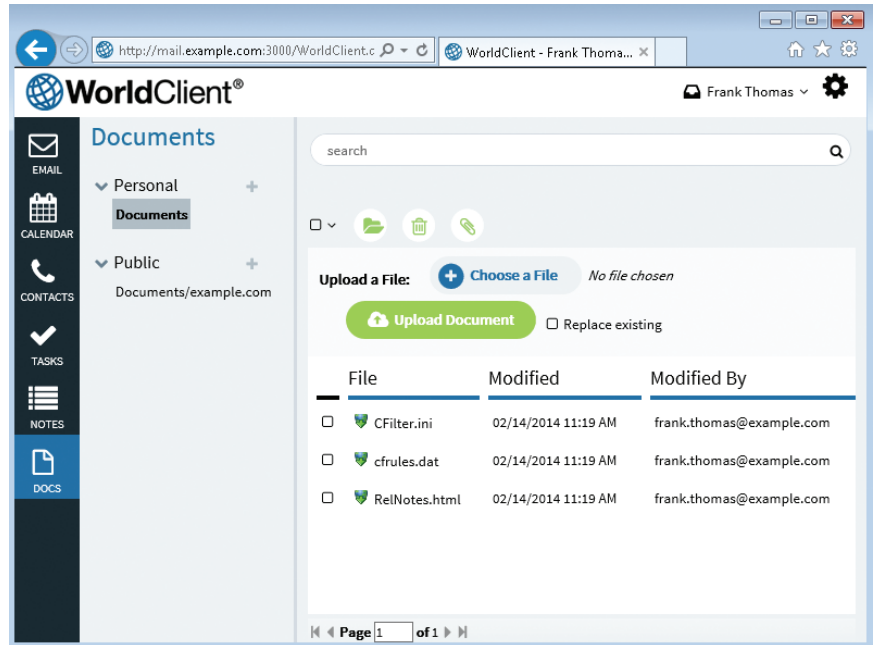 http://mail.example.com:3000/WorldClient.c
WorldClient - Frank Thoma...
WorldClient®
Frank Thomas
EMAIL
CALENDAR
CONTACTS
TASKS
NOTES
DOCS
Documents
Personal
Documents
Public
Documents/example.com
search
Upload a File: Choose a File No file chosen
Upload Document Replace existing
File Modified Modified By
CFilter.ini 02/14/2014 11:19 AM frank.thomas@example.com
cfrules.dat 02/14/2014 11:19 AM frank.thomas@example.com
RelNotes.html 02/14/2014 11:19 AM frank.thomas@example.com
Page 1 of 1